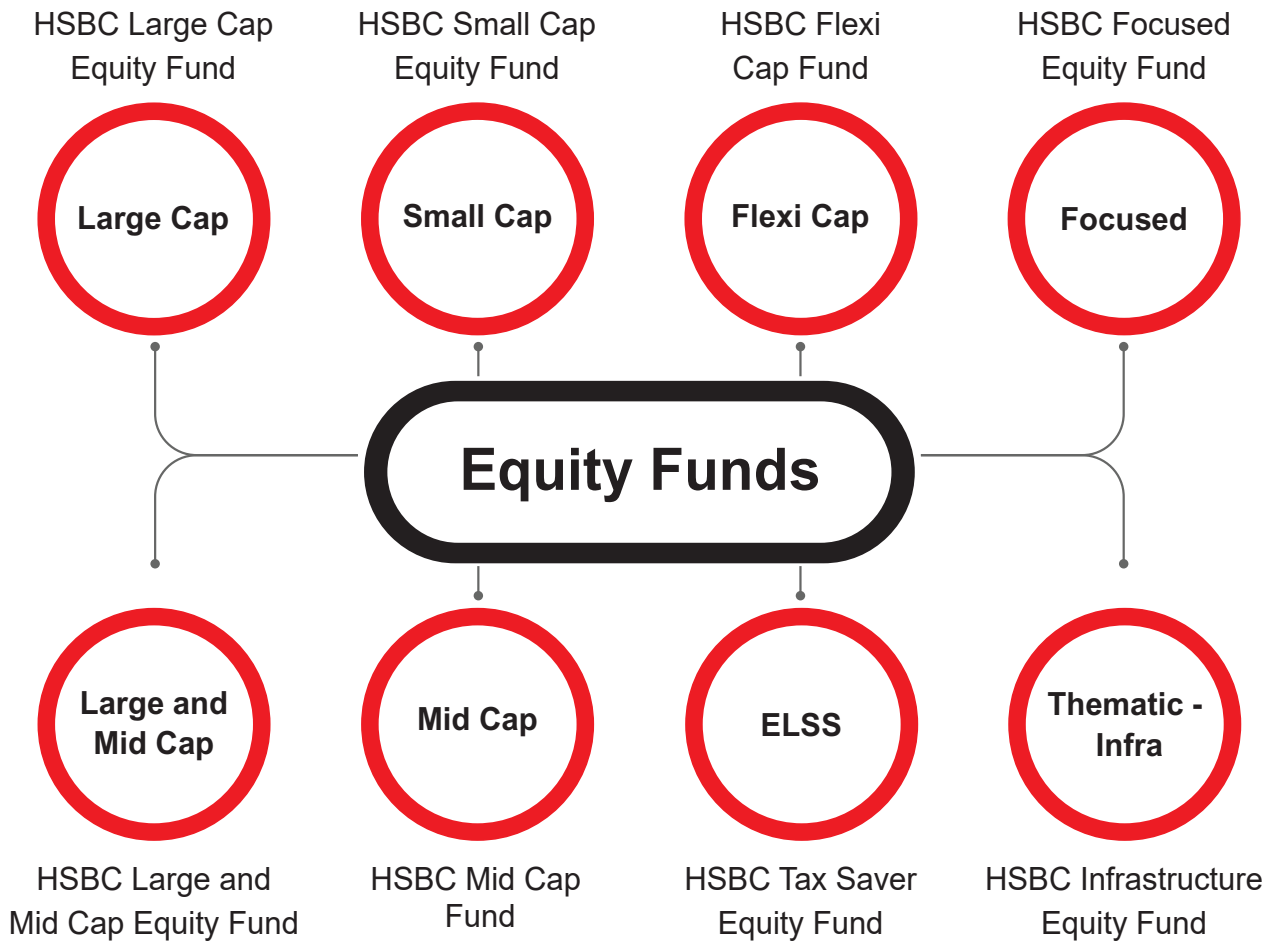 HSBC Large Cap
Equity Fund
HSBC Small Cap
Equity Fund
HSBC Flexi
Cap Fund
HSBC Focused
Equity Fund
Large Cap
Small Cap
Flexi Cap
Focused
Equity Funds
Large and
Mid Cap
Mid Cap
ELSS
Thematic -
Infra
HSBC Large and
Mid Cap Equity Fund
HSBC Mid Cap
Fund
HSBC Tax Saver
Equity Fund
HSBC Infrastructure
Equity Fund